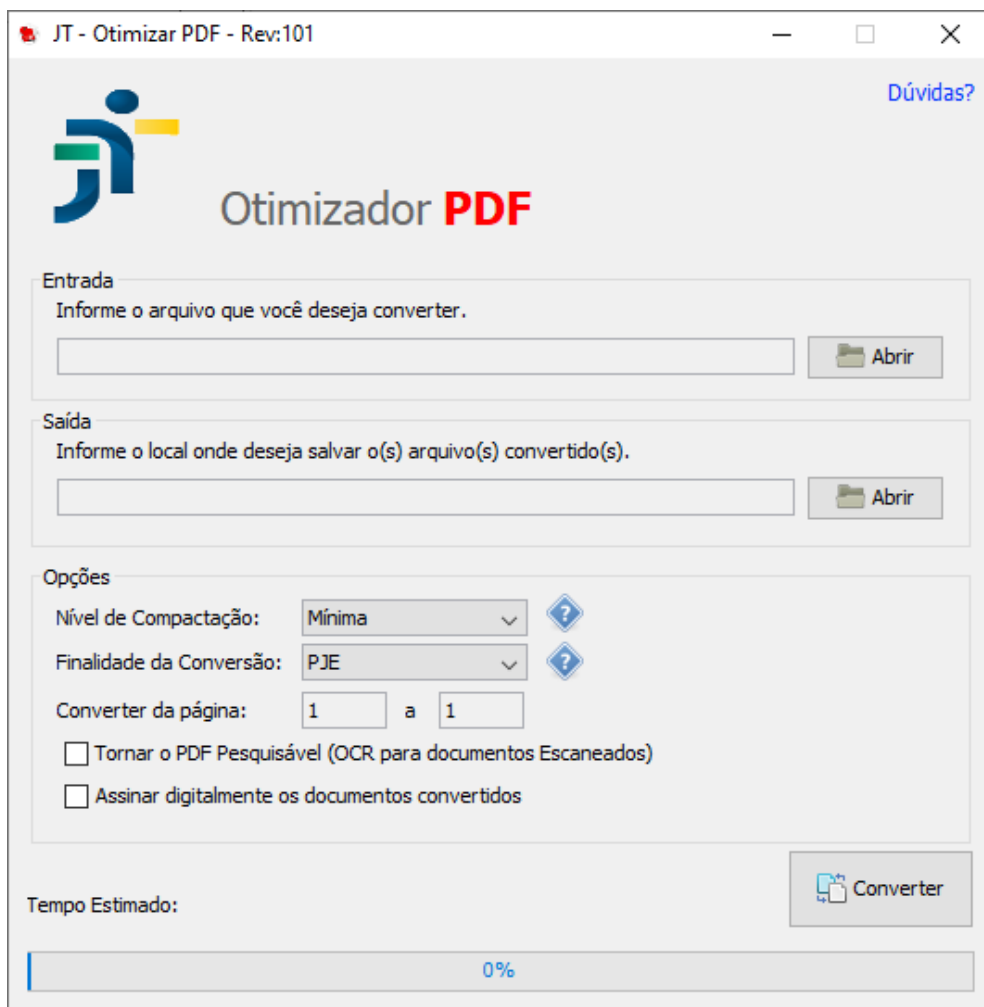 JT - Otimizar PDF - Rev:101
Dúvidas?
Otimizador PDF
Entrada
Informe o arquivo que você deseja converter.
Abrir
Saída
Informe o local onde deseja salvar o(s) arquivo(s) convertido(s).
Abrir
Opções
Nível de Compactação: Mínima ?
Finalidade da Conversão: PJE ?
Converter da página: 1 a 1
Tornar o PDF Pesquisável (OCR para documentos Escaneados)
Assinar digitalmente os documentos convertidos
Converter
Tempo Estimado:
0%